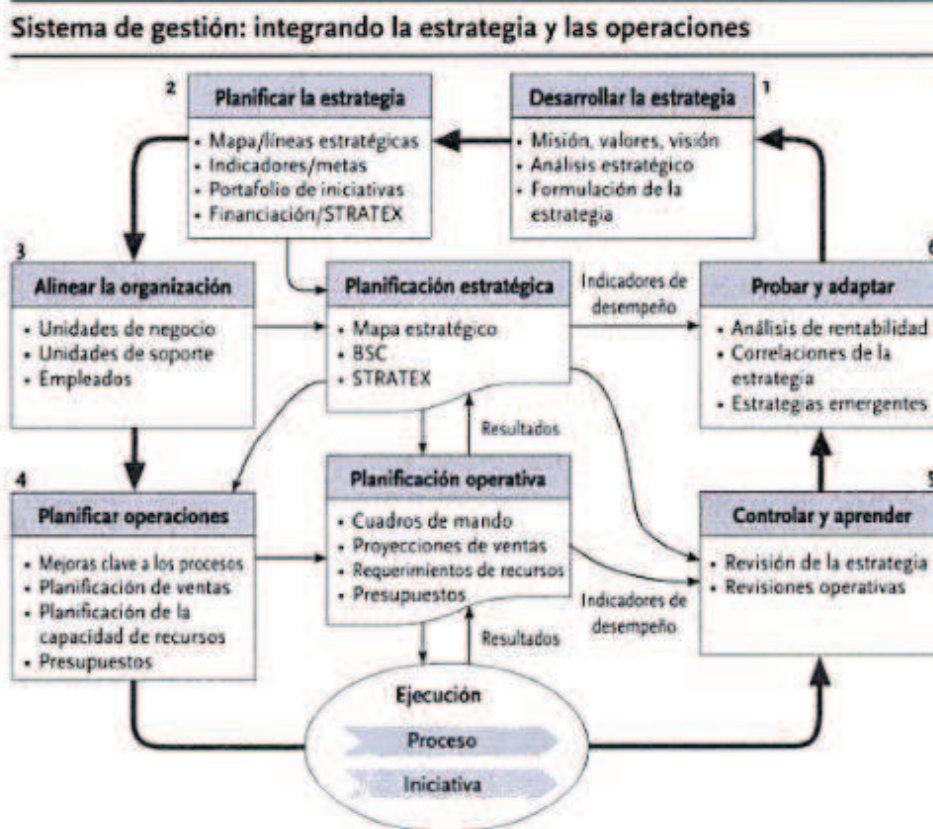 Sistema de gestión: integrando la estrategia y las operaciones
2
Planificar la estrategia
• Mapa/líneas estratégicas
• Indicadores/metas
• Portafolio de iniciativas
• Financiación/STRATEX
1
Desarrollar la estrategia
• Misión, valores, visión
• Análisis estratégico
• Formulación de la
estrategia
3
Alinear la organización
• Unidades de negocio
• Unidades de soporte
• Empleados
Planificación estratégica
• Mapa estratégico
• BSC
• STRATEX
Indicadores de
desempeño
6
Probar y adaptar
• Análisis de rentabilidad
• Correlaciones de la
estrategia
• Estrategias emergentes
Resultados
4
Planificar operaciones
• Mejoras clave a los procesos
• Planificación de ventas
• Planificación de la
capacidad de recursos
• Presupuestos
Planificación operativa
• Cuadros de mando
• Proyecciones de ventas
• Requerimientos de recursos
• Presupuestos
Indicadores de
desempeño
5
Controlar y aprender
• Revisión de la estrategia
• Revisiones operativas
Resultados
Ejecución
Proceso
Iniciativa